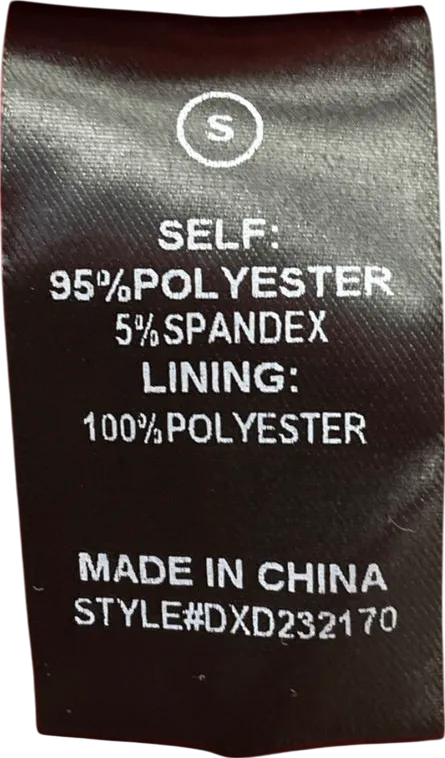 S
SELF:
95%POLYESTER
5%SPANDEX
LINING:
100%POLYESTER
MADE IN CHINA
STYLE#DXD232170